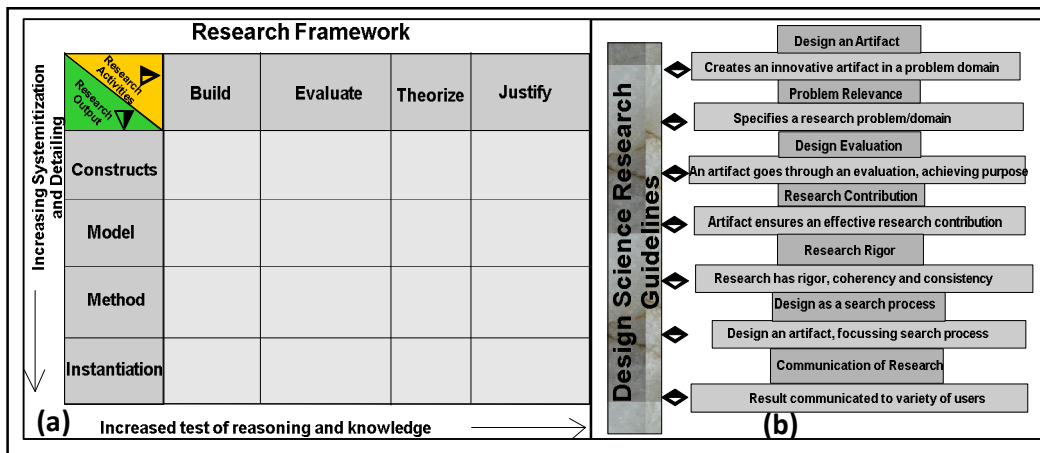 Research Framework
Increasing Systemitization
and Detailing
Research
Activities
Research
Output
Build
Evaluate
Theorize
Justify
Constructs
Model
Method
Instantiation
(a)
Increased test of reasoning and knowledge
Design Science Research
Guidelines
Design an Artifact
Creates an innovative artifact in a problem domain
Problem Relevance
Specifies a research problem/domain
Design Evaluation
An artifact goes through an evaluation, achieving purpose
Research Contribution
Artifact ensures an effective research contribution
Research Rigor
Research has rigor, coherency and consistency
Design as a search process
Design an artifact, focussing search process
Communication of Research
Result communicated to variety of users
(b)